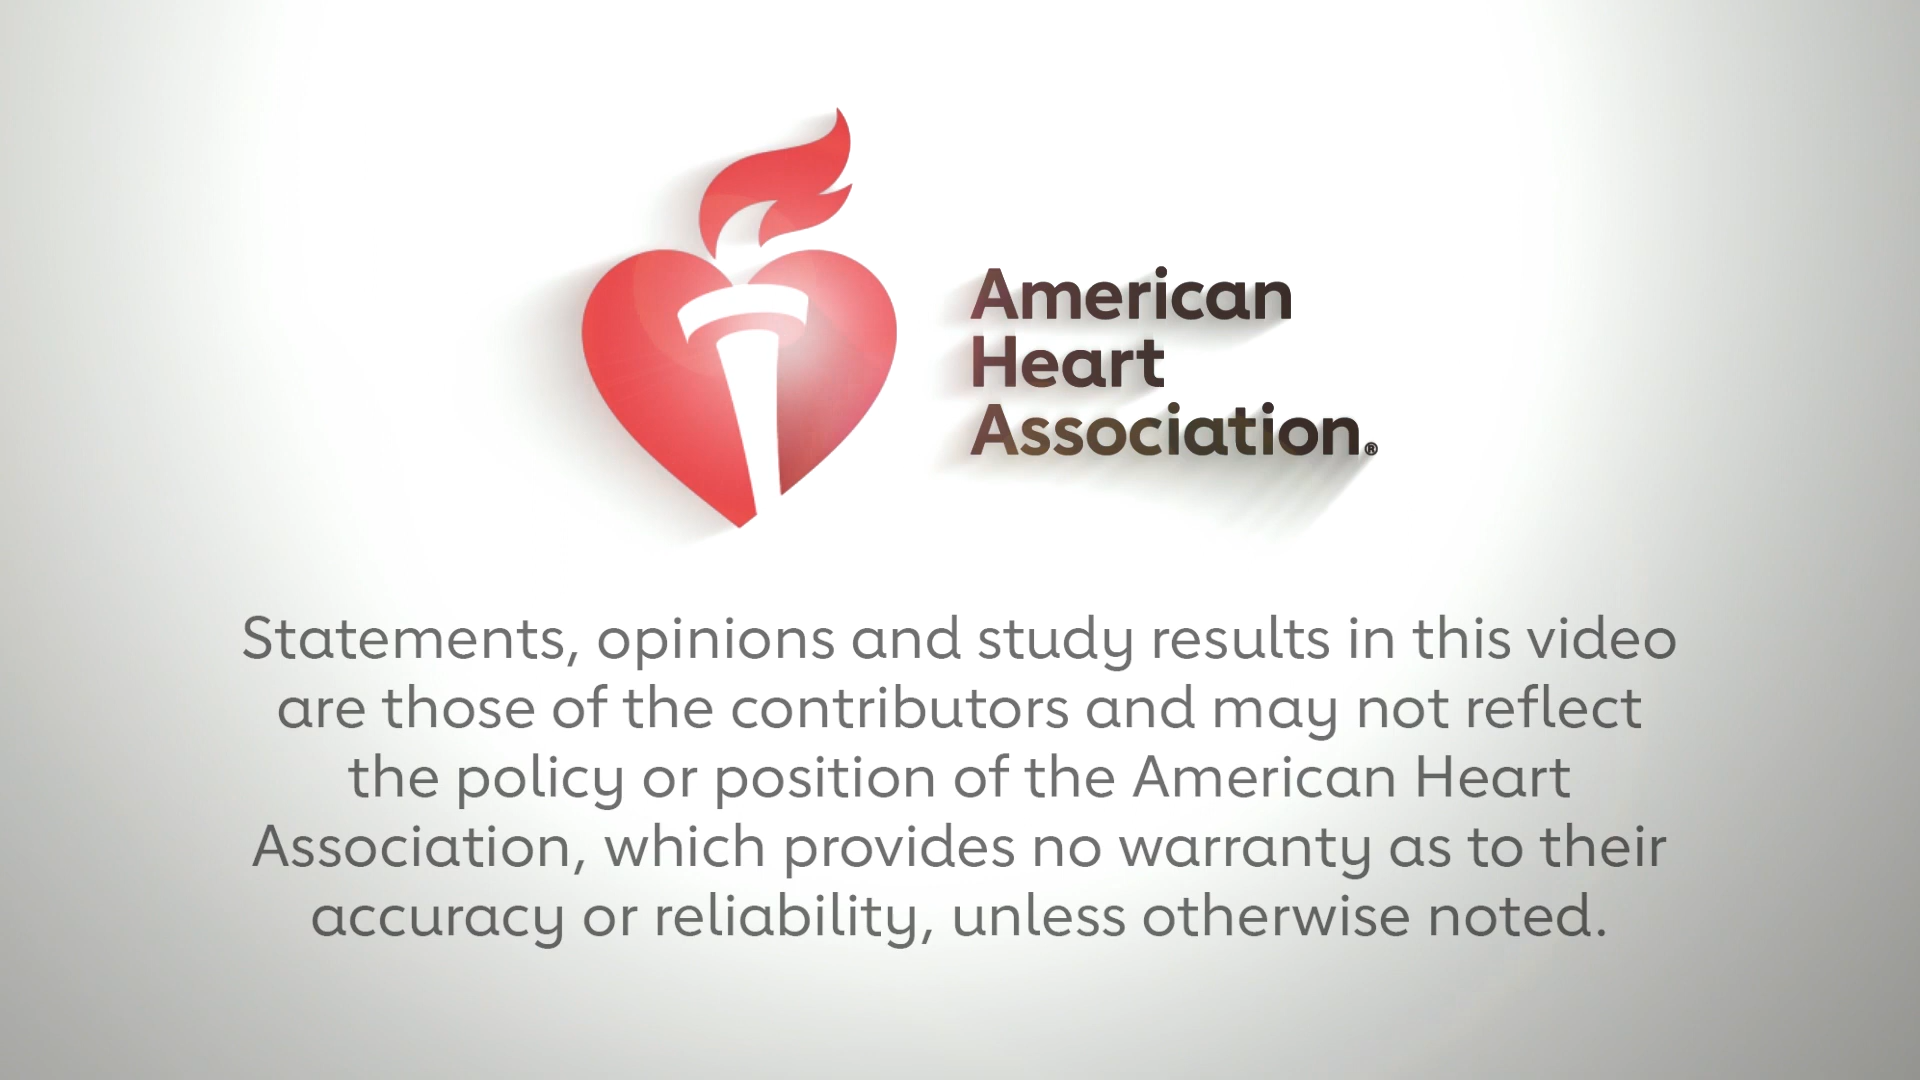 American
Heart
Association®
Statements, opinions and study results in this video
are those of the contributors and may not reflect
the policy or position of the American Heart
Association, which provides no warranty as to their
accuracy or reliability, unless otherwise noted.